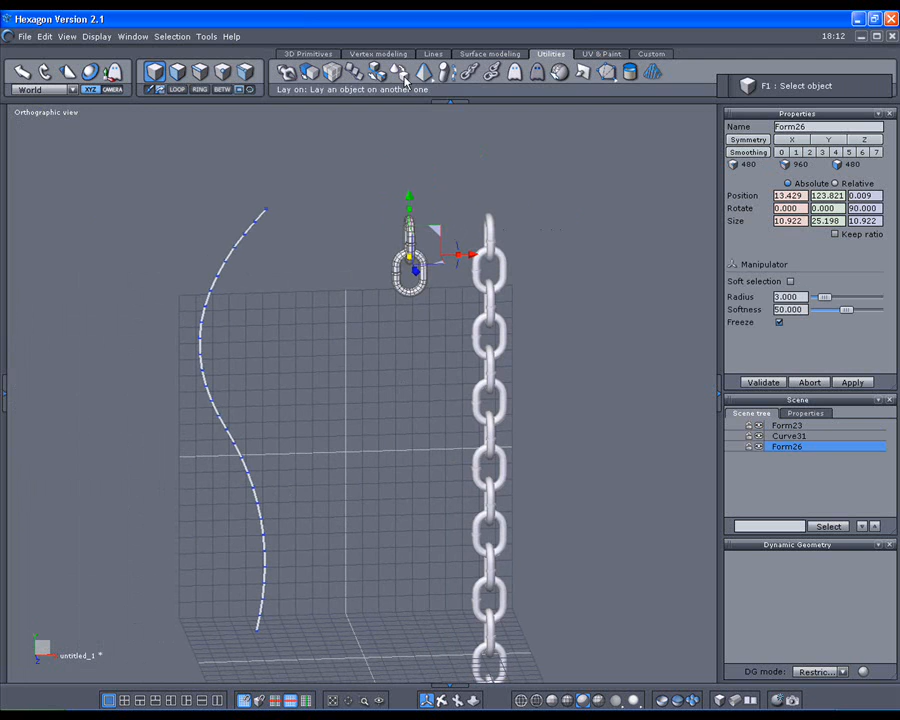 Hexagon Version 2.1
File Edit View Display Window Selection Tools Help 18:12
3D Primitives Vertex modeling Lines Surface modeling Utilities UV & Paint Custom
World XYZ CAMERA LOOP RING BETW
Lay on: Lay an object on another one
F1 : Select object
Orthographic view
Properties
Name Form26
Symmetry X Y Z
Smoothing 0 1 2 3 4 5 6 7
480 960 480
Absolute Relative
Position 13.429 123.821 0.009
Rotate 0.000 0.000 90.000
Size 10.922 25.198 10.922
Keep ratio
Manipulator
Soft selection
Radius 3.000
Softness 50.000
Freeze
Validate Abort Apply
Scene
Scene tree Properties
Form23
Curve31
Form26
Select
Dynamic Geometry
untitled_1 *
DG mode: Restric...